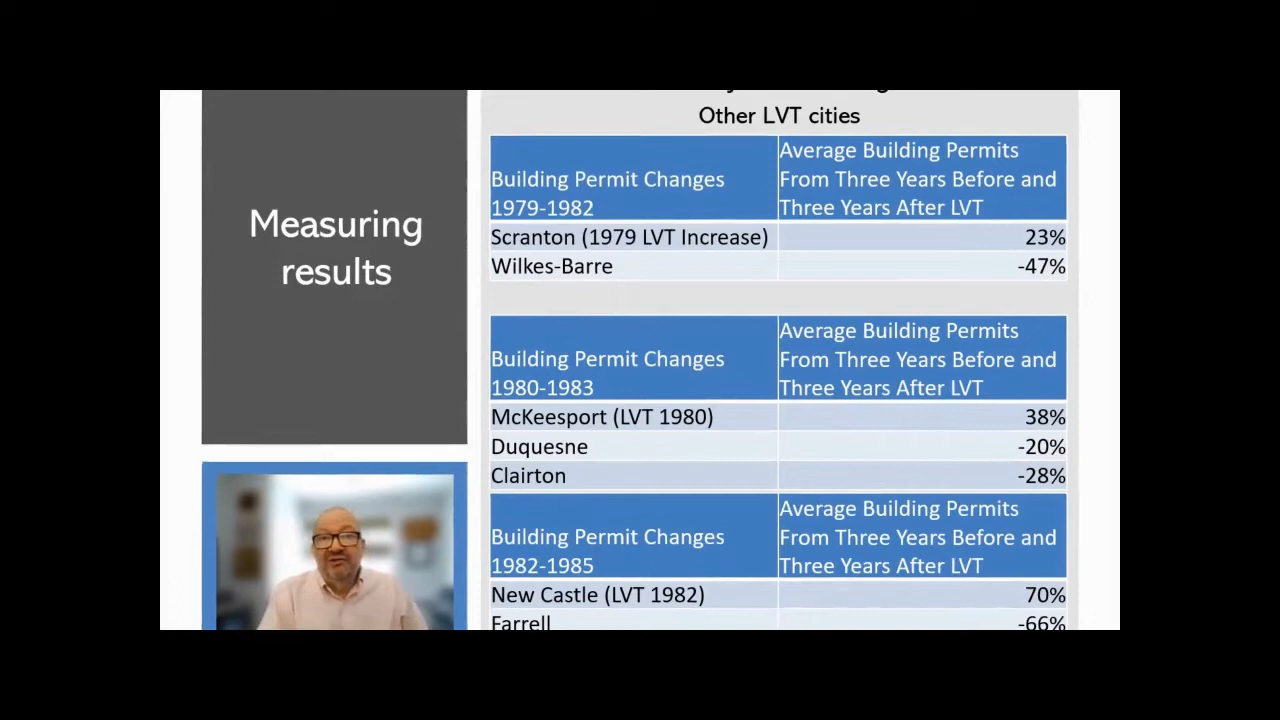 Measuring
results
Other LVT cities
Building Permit Changes
1979-1982
Average Building Permits
From Three Years Before and
Three Years After LVT
Scranton (1979 LVT Increase)
23%
Wilkes-Barre
-47%
Building Permit Changes
1980-1983
Average Building Permits
From Three Years Before and
Three Years After LVT
McKeesport (LVT 1980)
38%
Duquesne
-20%
Clairton
-28%
Building Permit Changes
1982-1985
Average Building Permits
From Three Years Before and
Three Years After LVT
New Castle (LVT 1982)
70%
Farrell
-66%